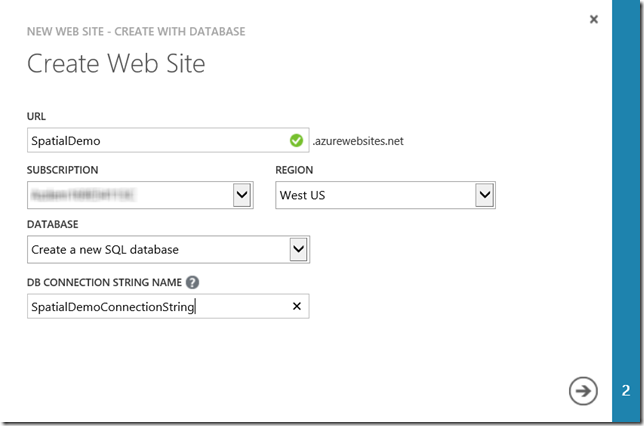 NEW WEB SITE - CREATE WITH DATABASE
Create Web Site
URL
SpatialDemo .azurewebsites.net
SUBSCRIPTION REGION
West US
DATABASE
Create a new SQL database
DB CONNECTION STRING NAME ?
SpatialDemoConnectionString
2